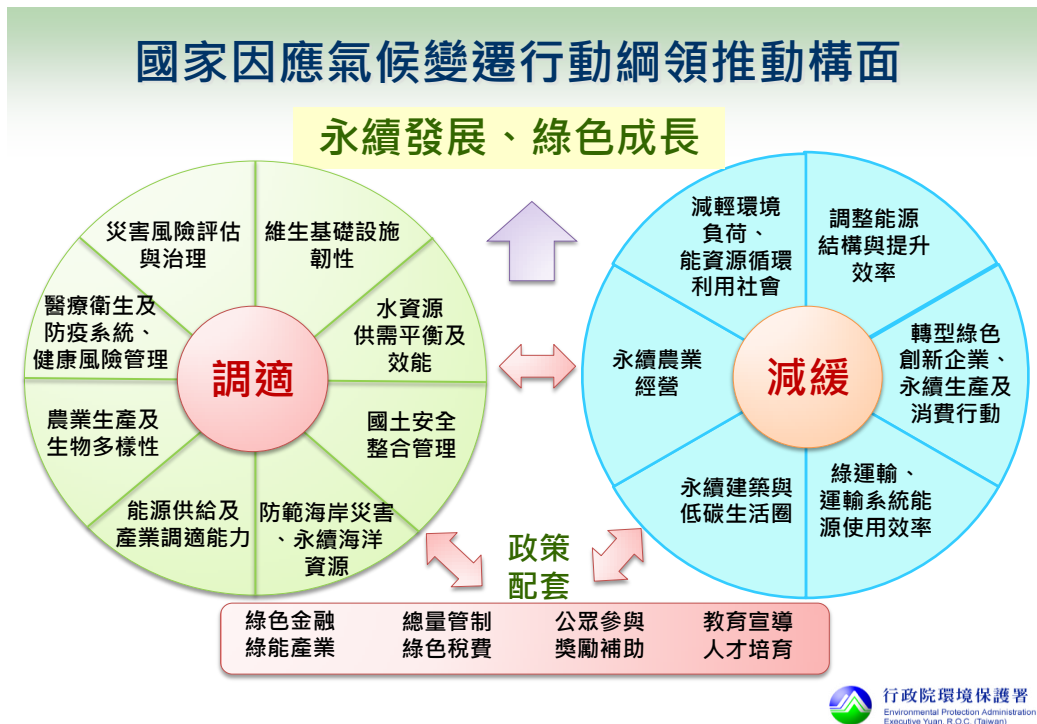 國家因應氣候變遷行動綱領推動構面
永續發展、綠色成長
災害風險評估
與治理
維生基礎設施
韌性
醫療衛生及
防疫系統、
健康風險管理
水資源
供需平衡及
效能
調適
農業生產及
生物多樣性
國土安全
整合管理
能源供給及
產業調適能力
防範海岸災害
、永續海洋
資源
減輕環境
負荷、
能資源循環
利用社會
調整能源
結構與提升
效率
永續農業
經營
減緩
轉型綠色
創新企業、
永續生產及
消費行動
永續建築與
低碳生活圈
綠運輸、
運輸系統能
源使用效率
政策
配套
綠色金融
綠能產業
總量管制
綠色稅費
公眾參與
獎勵補助
教育宣導
人才培育
行政院環境保護署
Environmental Protection Administration
Executive Yuan, R.O.C. (Taiwan)